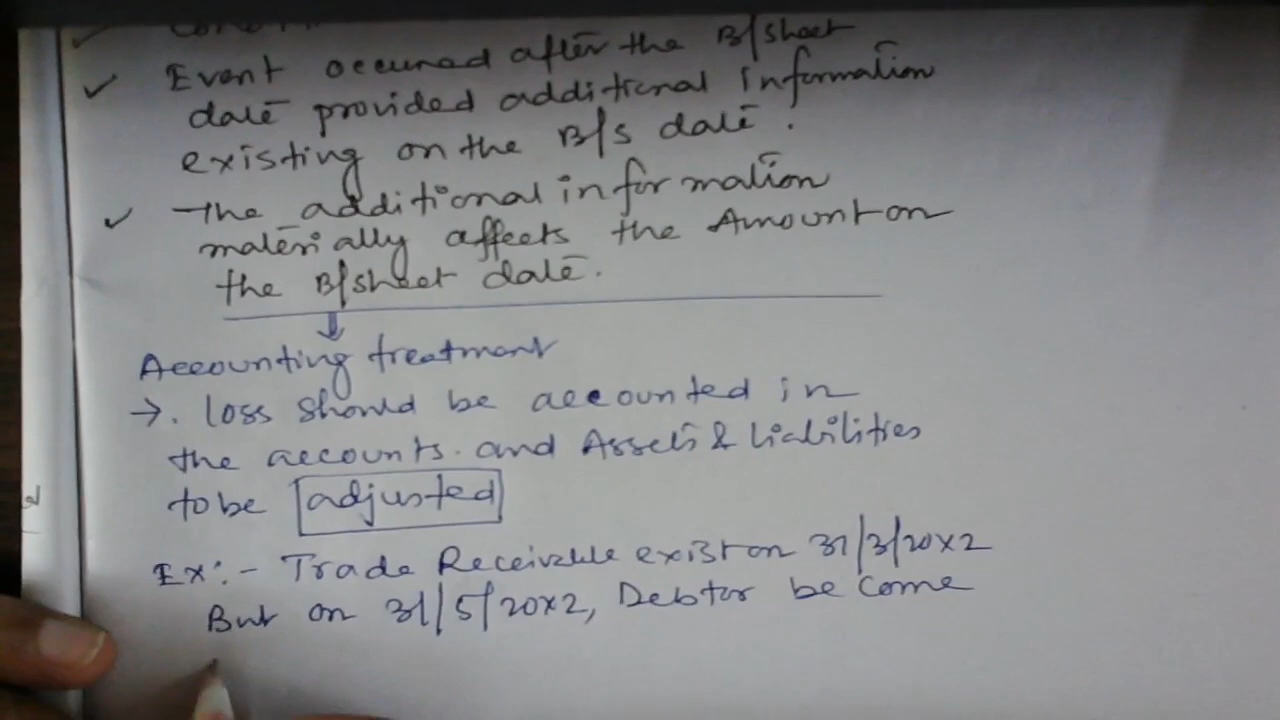 ✓ Event occured after the B/sheet
date provided additional information
existing on the B/s date.
✓ The additional information
materially affects the Amount on
the B/sheet date.
Accounting treatment
→. loss should be accounted in
the accounts. and Assets & liabilities
to be adjusted
Ex:- Trade Receivable exist on 31/3/20x2
But on 31/5/20x2, Debtor be come